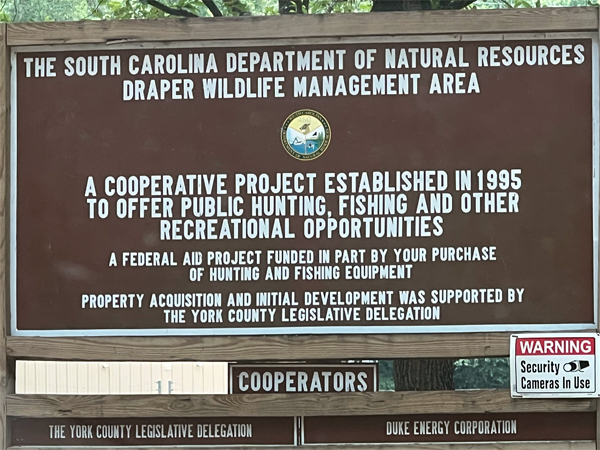 THE SOUTH CAROLINA DEPARTMENT OF NATURAL RESOURCES
DRAPER WILDLIFE MANAGEMENT AREA
A COOPERATIVE PROJECT ESTABLISHED IN 1995
TO OFFER PUBLIC HUNTING, FISHING AND OTHER
RECREATIONAL OPPORTUNITIES
A FEDERAL AID PROJECT FUNDED IN PART BY YOUR PURCHASE
OF HUNTING AND FISHING EQUIPMENT
PROPERTY ACQUISITION AND INITIAL DEVELOPMENT WAS SUPPORTED BY
THE YORK COUNTY LEGISLATIVE DELEGATION
WARNING
Security
Cameras In Use
COOPERATORS
THE YORK COUNTY LEGISLATIVE DELEGATION
DUKE ENERGY CORPORATION